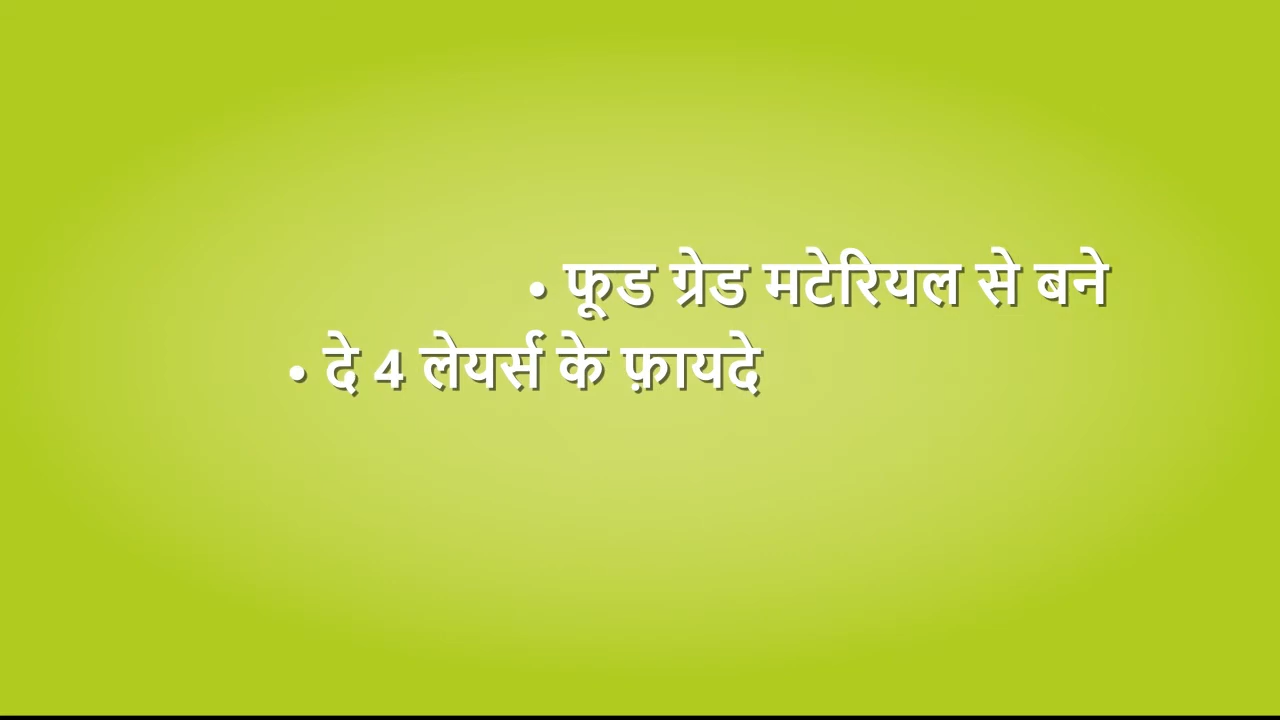 • फूड ग्रेड मटेरियल से बने
• दे 4 लेयर्स के फ़ायदे